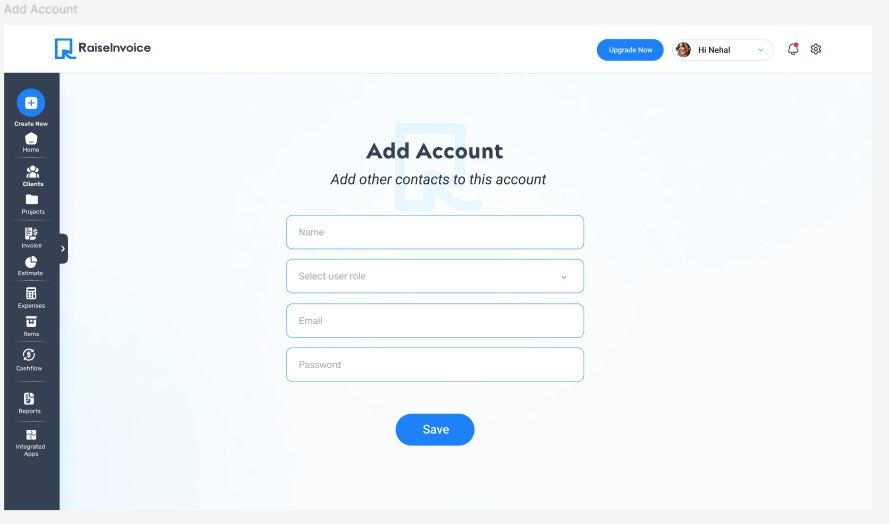 Add Account
RaiseInvoice
Upgrade Now
Hi Nehal
Create New
Home
Clients
Projects
Invoice
Estimate
Expenses
Items
Cashflow
Reports
Integrated
Apps
Add Account
Add other contacts to this account
Name
Select user role
Email
Password
Save